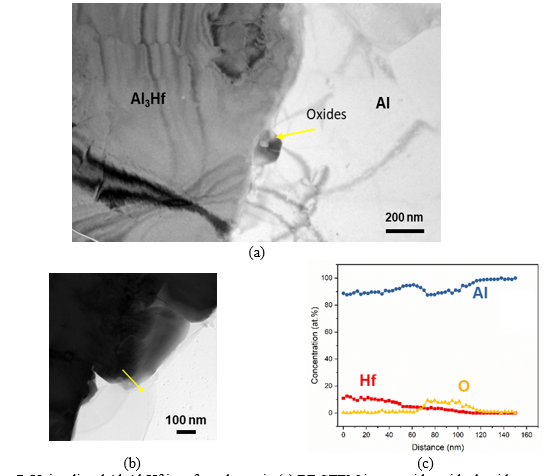 Al₃Hf
Al
Oxides
200 nm
(a)
100 nm
(b)
Concentration (at.%)
100
80
60
40
20
0
Al
Hf
O
0 20 40 60 80 100 120 140 160
Distance (nm)
(c)